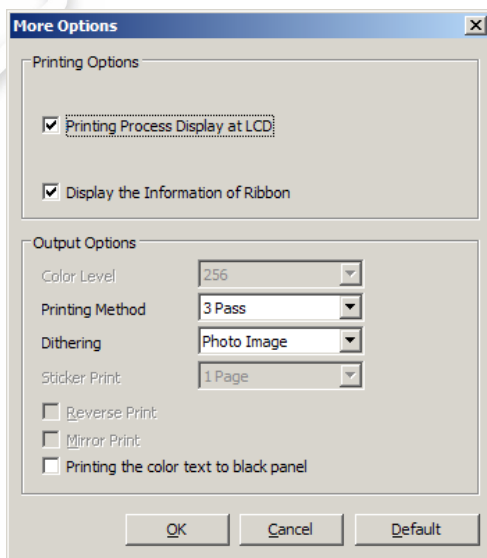 More Options
Printing Options
Printing Process Display at LCD
Display the Information of Ribbon
Output Options
Color Level 256
Printing Method 3 Pass
Dithering Photo Image
Sticker Print 1 Page
Reverse Print
Mirror Print
Printing the color text to black panel
OK Cancel Default